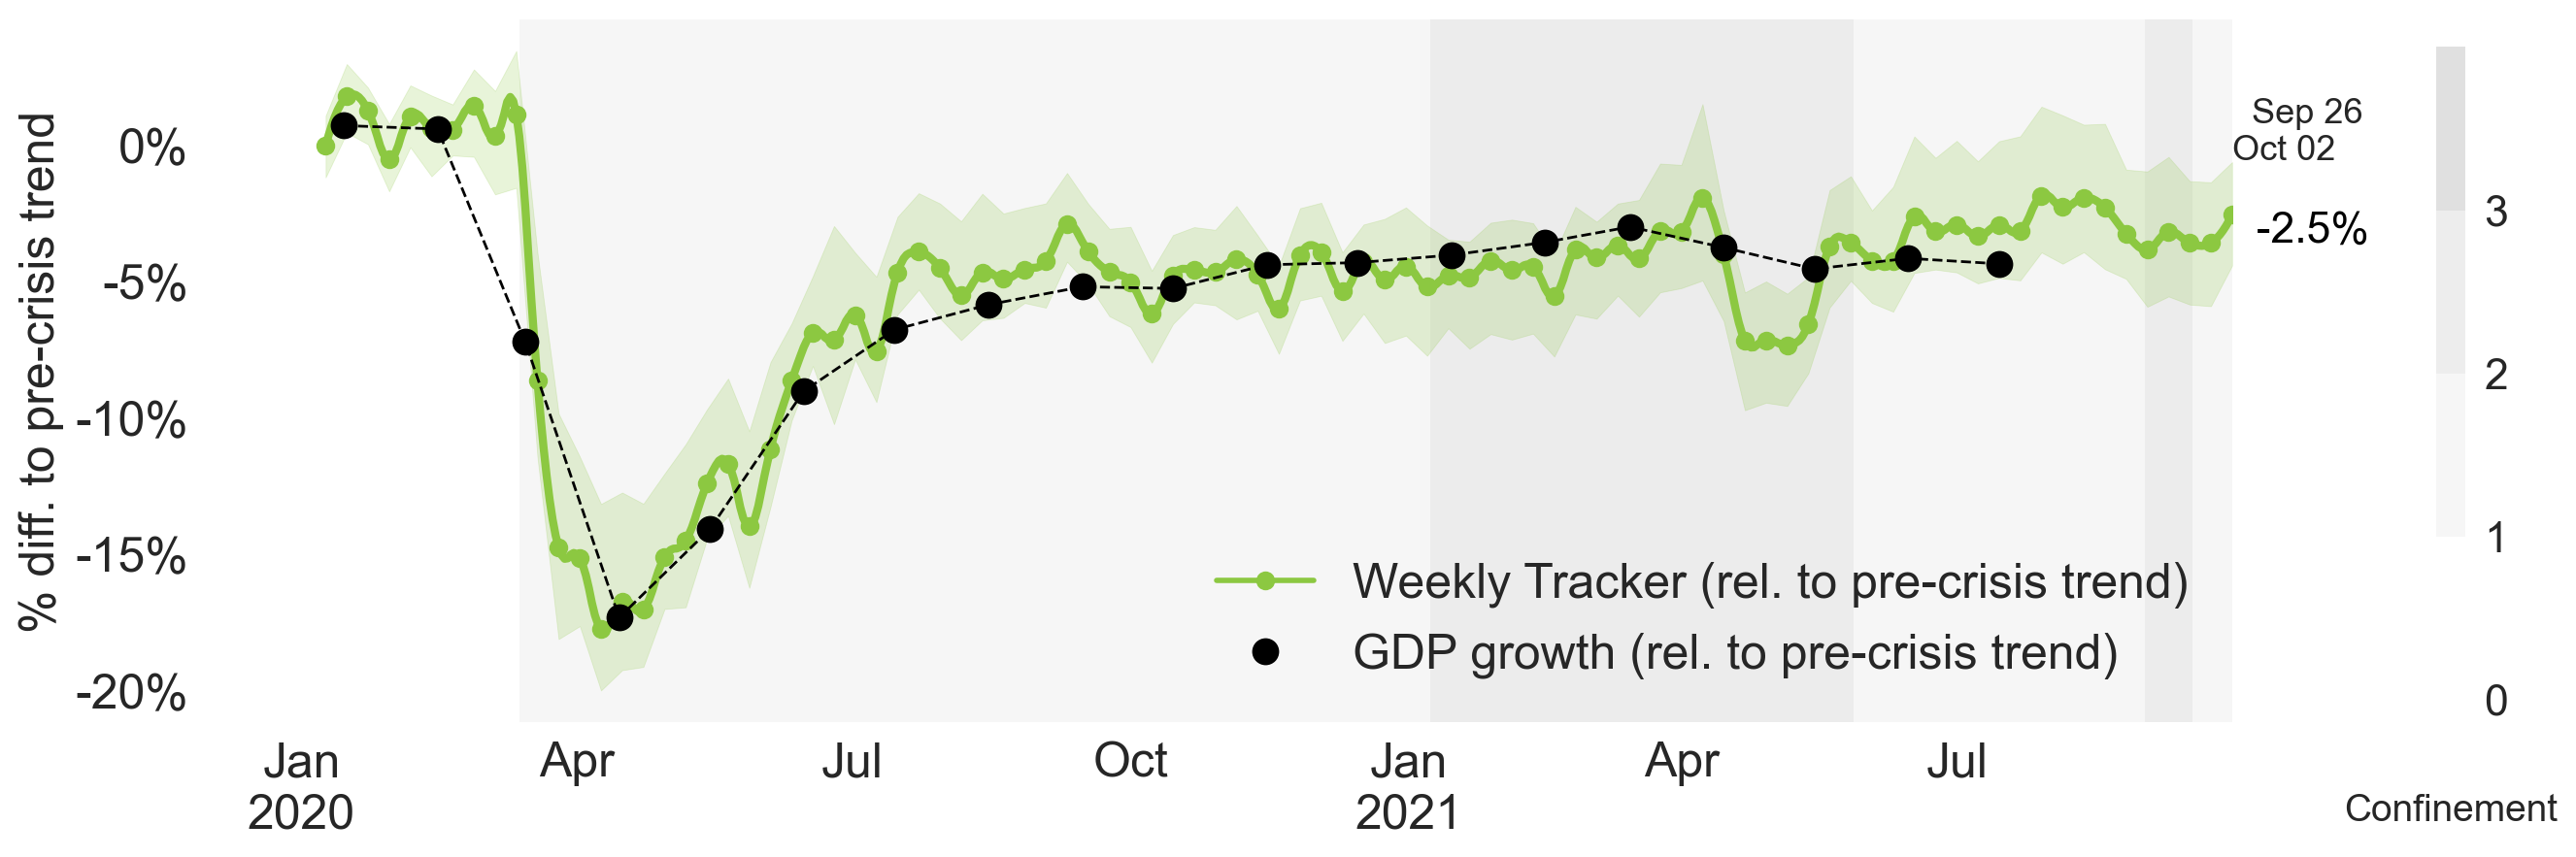 % diff. to pre-crisis trend
0%
-5%
-10%
-15%
-20%
Jan
2020
Apr
Jul
Oct
Jan
2021
Apr
Jul
Weekly Tracker (rel. to pre-crisis trend)
GDP growth (rel. to pre-crisis trend)
Sep 26
Oct 02
-2.5%
3
2
1
0
Confinement